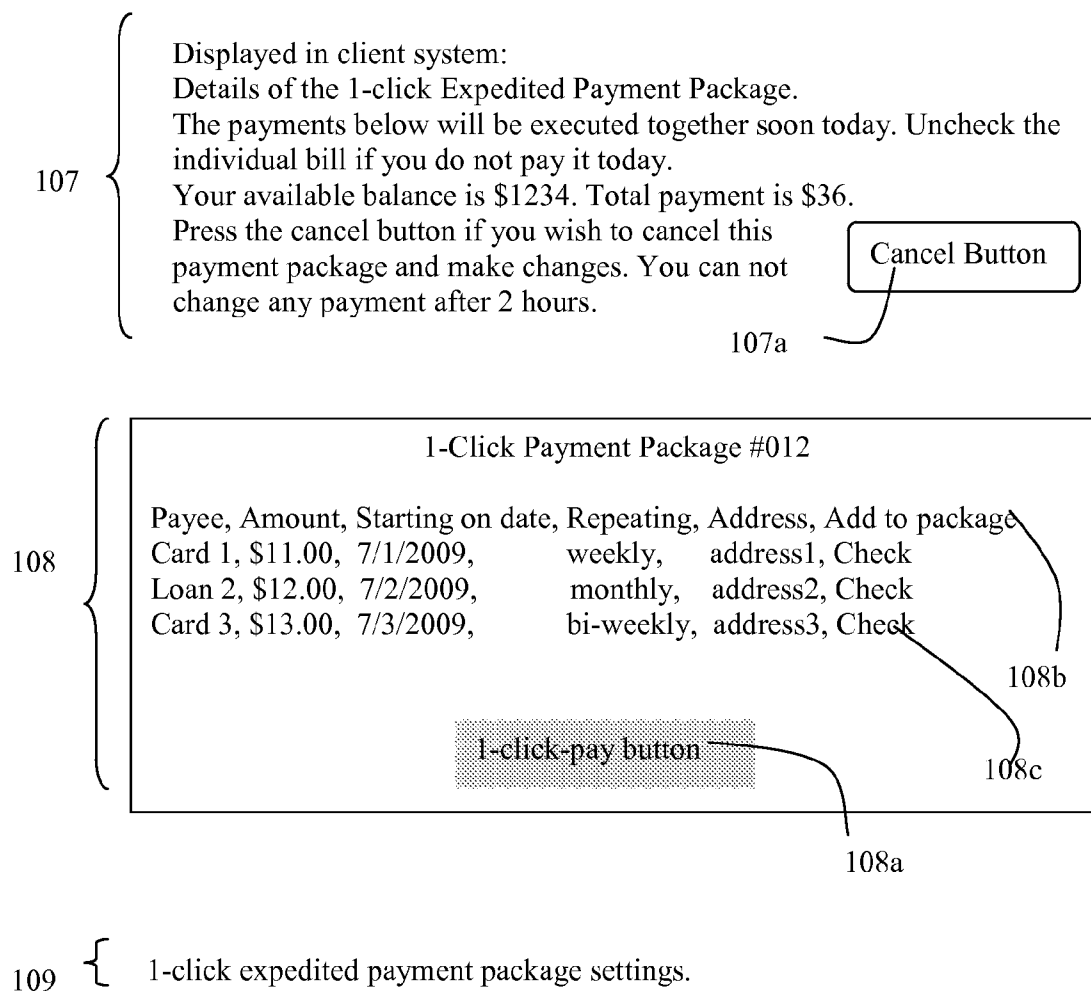 Displayed in client system:
Details of the 1-click Expedited Payment Package.
The payments below will be executed together soon today. Uncheck the
individual bill if you do not pay it today.
107
Your available balance is $1234. Total payment is $36.
Press the cancel button if you wish to cancel this
payment package and make changes. You can not
change any payment after 2 hours.
Cancel Button
107a
1-Click Payment Package #012
Payee, Amount, Starting on date, Repeating, Address, Add to package
108
Card 1, $11.00, 7/1/2009, weekly, address1, Check
Loan 2, $12.00, 7/2/2009, monthly, address2, Check
Card 3, $13.00, 7/3/2009, bi-weekly, address3, Check
108b
1-click-pay button
108c
108a
109
1-click expedited payment package settings.